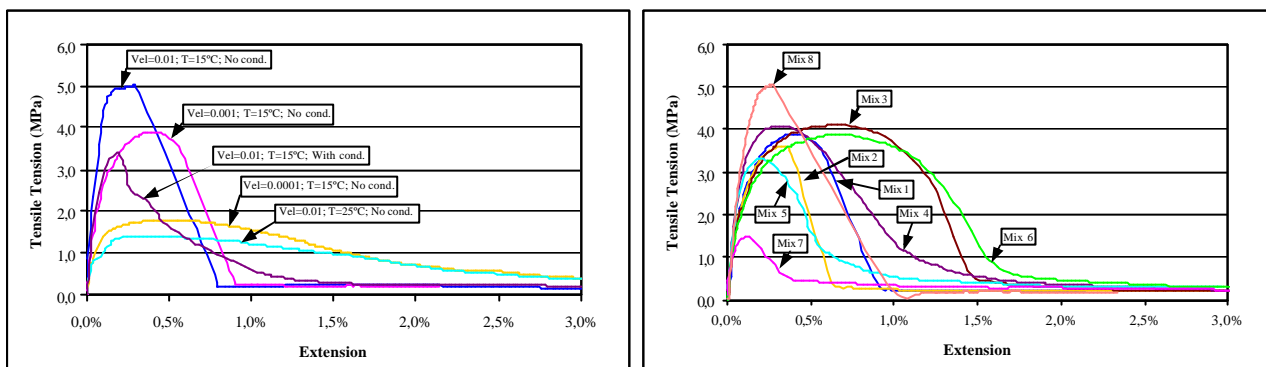 6,0
5,0
4,0
3,0
2,0
1,0
0,0
Tensile Tension (MPa)
Vel=0.01; T=15ºC; No cond.
Vel=0.001; T=15ºC; No cond.
Vel=0.01; T=15ºC; With cond.
Vel=0.0001; T=15ºC; No cond.
Vel=0.01; T=25ºC; No cond.
0,0% 0,5% 1,0% 1,5% 2,0% 2,5% 3,0%
Extension
6,0
5,0
4,0
3,0
2,0
1,0
0,0
Tensile Tension (MPa)
Mix 8
Mix 3
Mix 2
Mix 1
Mix 5
Mix 4
Mix 7
Mix 6
0,0% 0,5% 1,0% 1,5% 2,0% 2,5% 3,0%
Extension